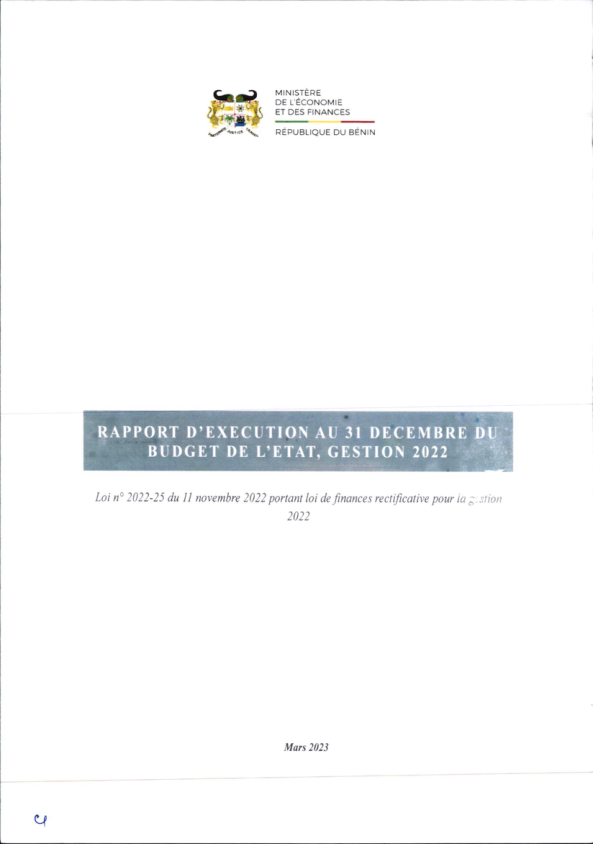 MINISTÈRE
DE L'ÉCONOMIE
ET DES FINANCES
RÉPUBLIQUE DU BÉNIN
RAPPORT D'EXECUTION AU 31 DECEMBRE DU
BUDGET DE L'ETAT, GESTION 2022
Loi n° 2022-25 du 11 novembre 2022 portant loi de finances rectificative pour la gestion
2022
Mars 2023